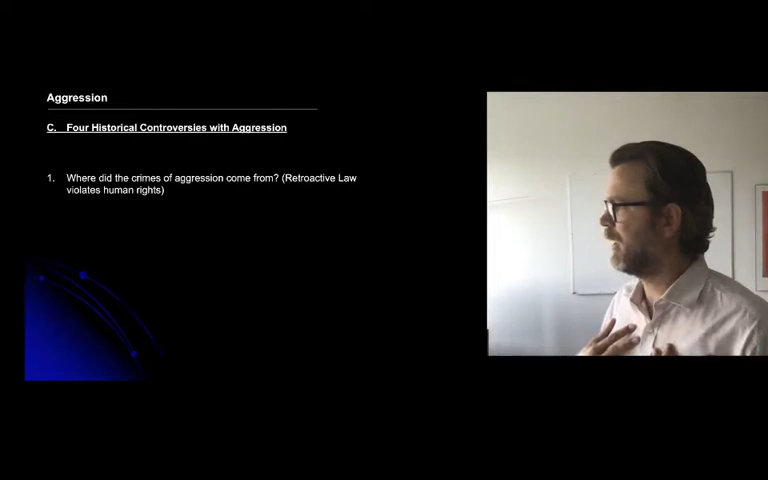 Aggression
C. Four Historical Controversies with Aggression
1. Where did the crimes of aggression come from? (Retroactive Law
violates human rights)